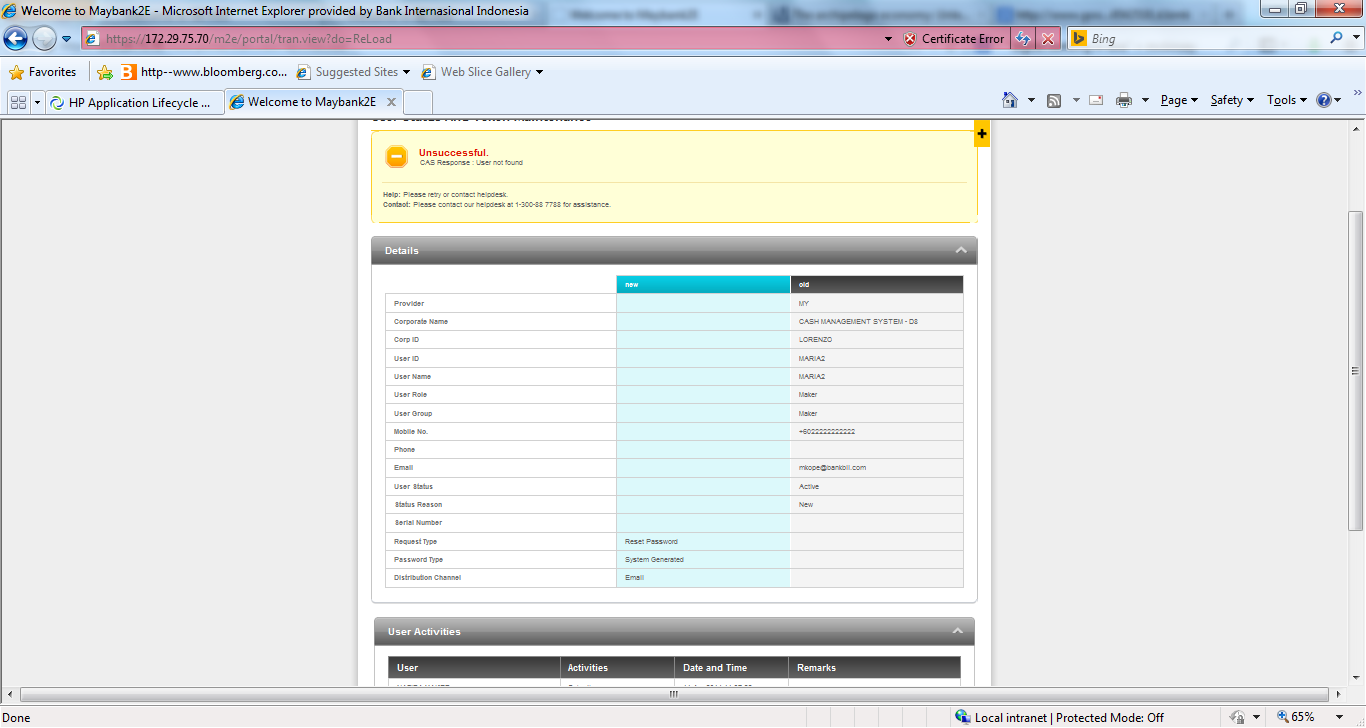 Welcome to Maybank2E - Microsoft Internet Explorer provided by Bank Internasional Indonesia
https://172.29.75.70/m2e/portal/tran.view?do=ReLoad
Certificate Error
Bing
Favorites
http--www.bloomberg.co...
Suggested Sites
Web Slice Gallery
HP Application Lifecycle ...
Welcome to Maybank2E
Page
Safety
Tools
Unsuccessful.
CAS Response : User not found
Help: Please retry or contact helpdesk.
Contact: Please contact our helpdesk at 1-300-88 7788 for assistance.
Details
new old
Provider MY
Corporate Name CASH MANAGEMENT SYSTEM - D8
Corp ID LORENZO
User ID MARIA2
User Name MARIA2
User Role Maker
User Group Maker
Mobile No. +6022222222222
Phone
Email mkope@bankbii.com
User Status Active
Status Reason New
Serial Number
Request Type Reset Password
Password Type System Generated
Distribution Channel Email
User Activities
User Activities Date and Time Remarks
Done
Local intranet | Protected Mode: Off
65%